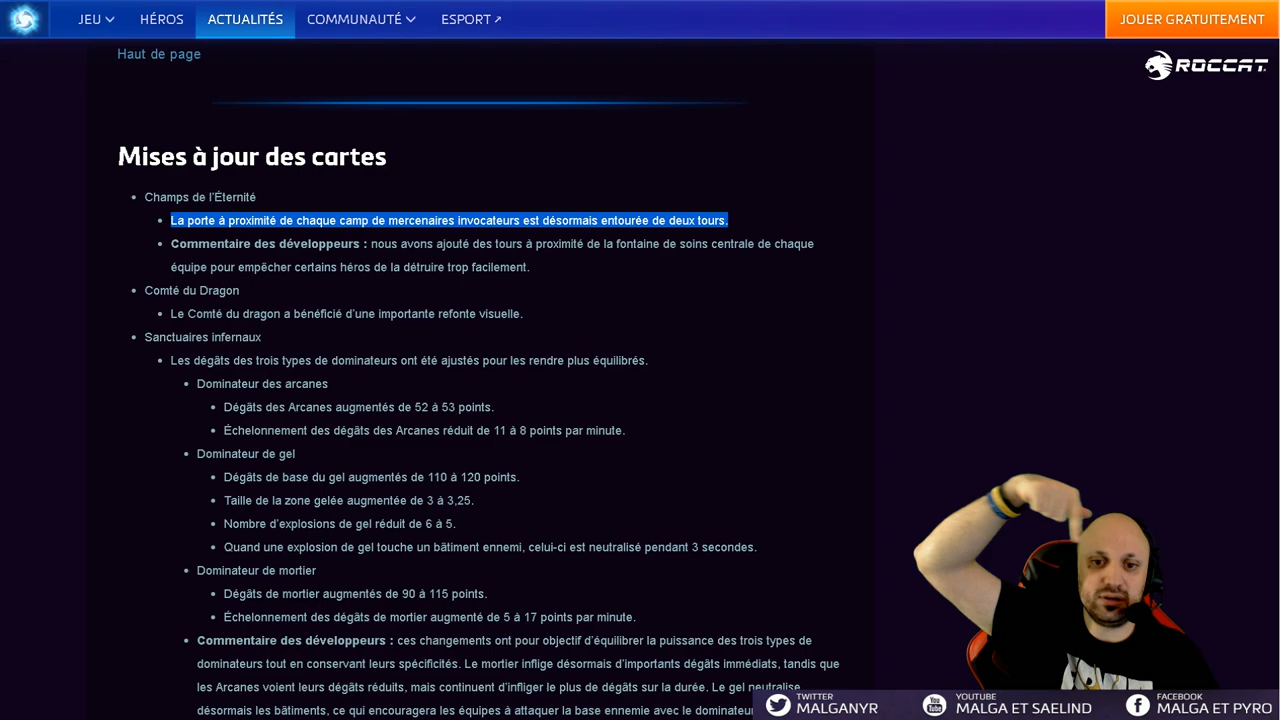 JEU HÉROS ACTUALITÉS COMMUNAUTÉ ESPORT JOUER GRATUITEMENT
Haut de page
ROCCAT
Mises à jour des cartes
Champs de l'Éternité
La porte à proximité de chaque camp de mercenaires invocateurs est désormais entourée de deux tours.
Commentaire des développeurs : nous avons ajouté des tours à proximité de la fontaine de soins centrale de chaque
équipe pour empêcher certains héros de la détruire trop facilement.
Comté du Dragon
Le Comté du dragon a bénéficié d'une importante refonte visuelle.
Sanctuaires infernaux
Les dégâts des trois types de dominateurs ont été ajustés pour les rendre plus équilibrés.
Dominateur des arcanes
Dégâts des Arcanes augmentés de 52 à 53 points.
Échelonnement des dégâts des Arcanes réduit de 11 à 8 points par minute.
Dominateur de gel
Dégâts de base du gel augmentés de 110 à 120 points.
Taille de la zone gelée augmentée de 3 à 3,25.
Nombre d'explosions de gel réduit de 6 à 5.
Quand une explosion de gel touche un bâtiment ennemi, celui-ci est neutralisé pendant 3 secondes.
Dominateur de mortier
Dégâts de mortier augmentés de 90 à 115 points.
Échelonnement des dégâts de mortier augmenté de 5 à 17 points par minute.
Commentaire des développeurs : ces changements ont pour objectif d'équilibrer la puissance des trois types de
dominateurs tout en conservant leurs spécificités. Le mortier inflige désormais d'importants dégâts immédiats, tandis que
les Arcanes voient leurs dégâts réduits, mais continuent d'infliger le plus de dégâts sur la durée. Le gel neutralise
désormais les bâtiments, ce qui encouragera les équipes à attaquer la base ennemie avec le dominateur
TWITTER
MALGANYR
YOUTUBE
MALGA ET SAELIND
FACEBOOK
MALGA ET PYRO